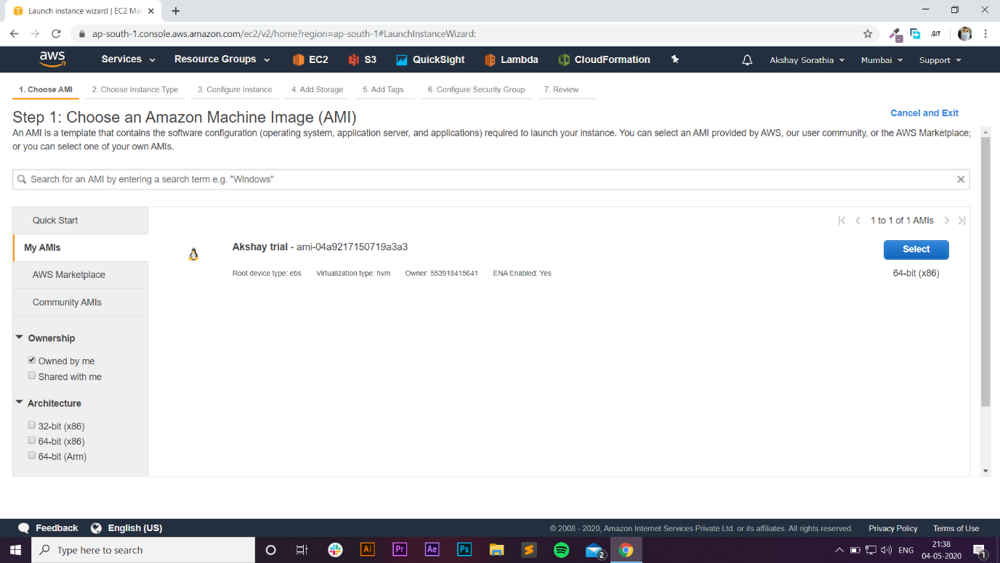 Launch instance wizard | EC2 Ma
ap-south-1.console.aws.amazon.com/ec2/v2/home?region=ap-south-1#LaunchInstanceWizard:
.GIT
aws Services Resource Groups EC2 S3 QuickSight Lambda CloudFormation Akshay Sorathia Mumbai Support
1. Choose AMI 2. Choose Instance Type 3. Configure Instance 4. Add Storage 5. Add Tags 6. Configure Security Group 7. Review
Step 1: Choose an Amazon Machine Image (AMI)
Cancel and Exit
An AMI is a template that contains the software configuration (operating system, application server, and applications) required to launch your instance. You can select an AMI provided by AWS, our user community, or the AWS Marketplace;
or you can select one of your own AMIs.
Search for an AMI by entering a search term e.g. "Windows"
Quick Start
1 to 1 of 1 AMIs
My AMIs
Akshay trial - ami-04a9217150719a3a3
Select
Root device type: ebs Virtualization type: hvm Owner: 553918415641 ENA Enabled: Yes
64-bit (x86)
AWS Marketplace
Community AMIs
Ownership
Owned by me
Shared with me
Architecture
32-bit (x86)
64-bit (x86)
64-bit (Arm)
Feedback English (US)
© 2008 - 2020, Amazon Internet Services Private Ltd. or its affiliates. All rights reserved. Privacy Policy Terms of Use
Type here to search
Ai Pr Ae Ps
2
ENG
21:38
04-05-2020
1